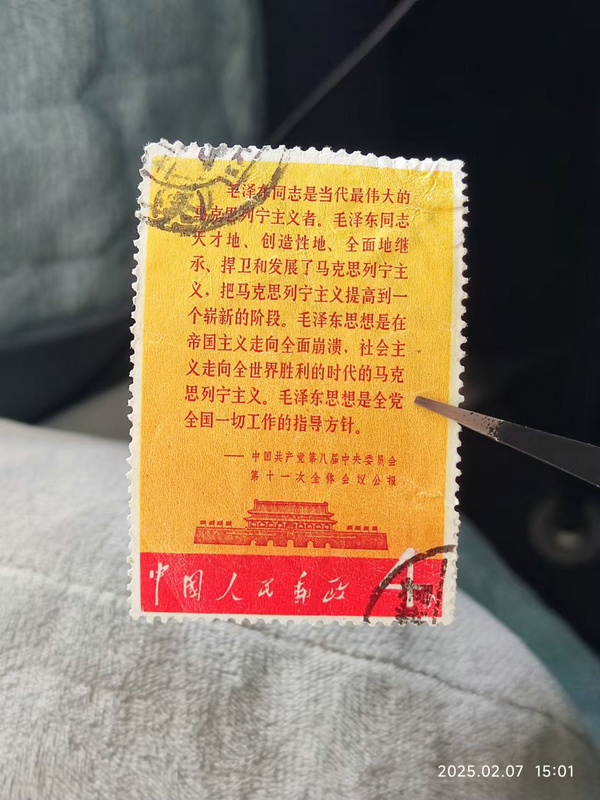 毛泽东同志是当代最伟大的
马克思列宁主义者。毛泽东同志
天才地、创造性地、全面地继
承、捍卫和发展了马克思列宁主
义，把马克思列宁主义提高到一
个崭新的阶段。毛泽东思想是在
帝国主义走向全面崩溃，社会主
义走向全世界胜利的时代的马克
思列宁主义。毛泽东思想是全党
全国一切工作的指导方针。
——中国共产党第八届中央委员会
第十一次全体会议公报
中国人民邮政
4
2025.02.07 15:01